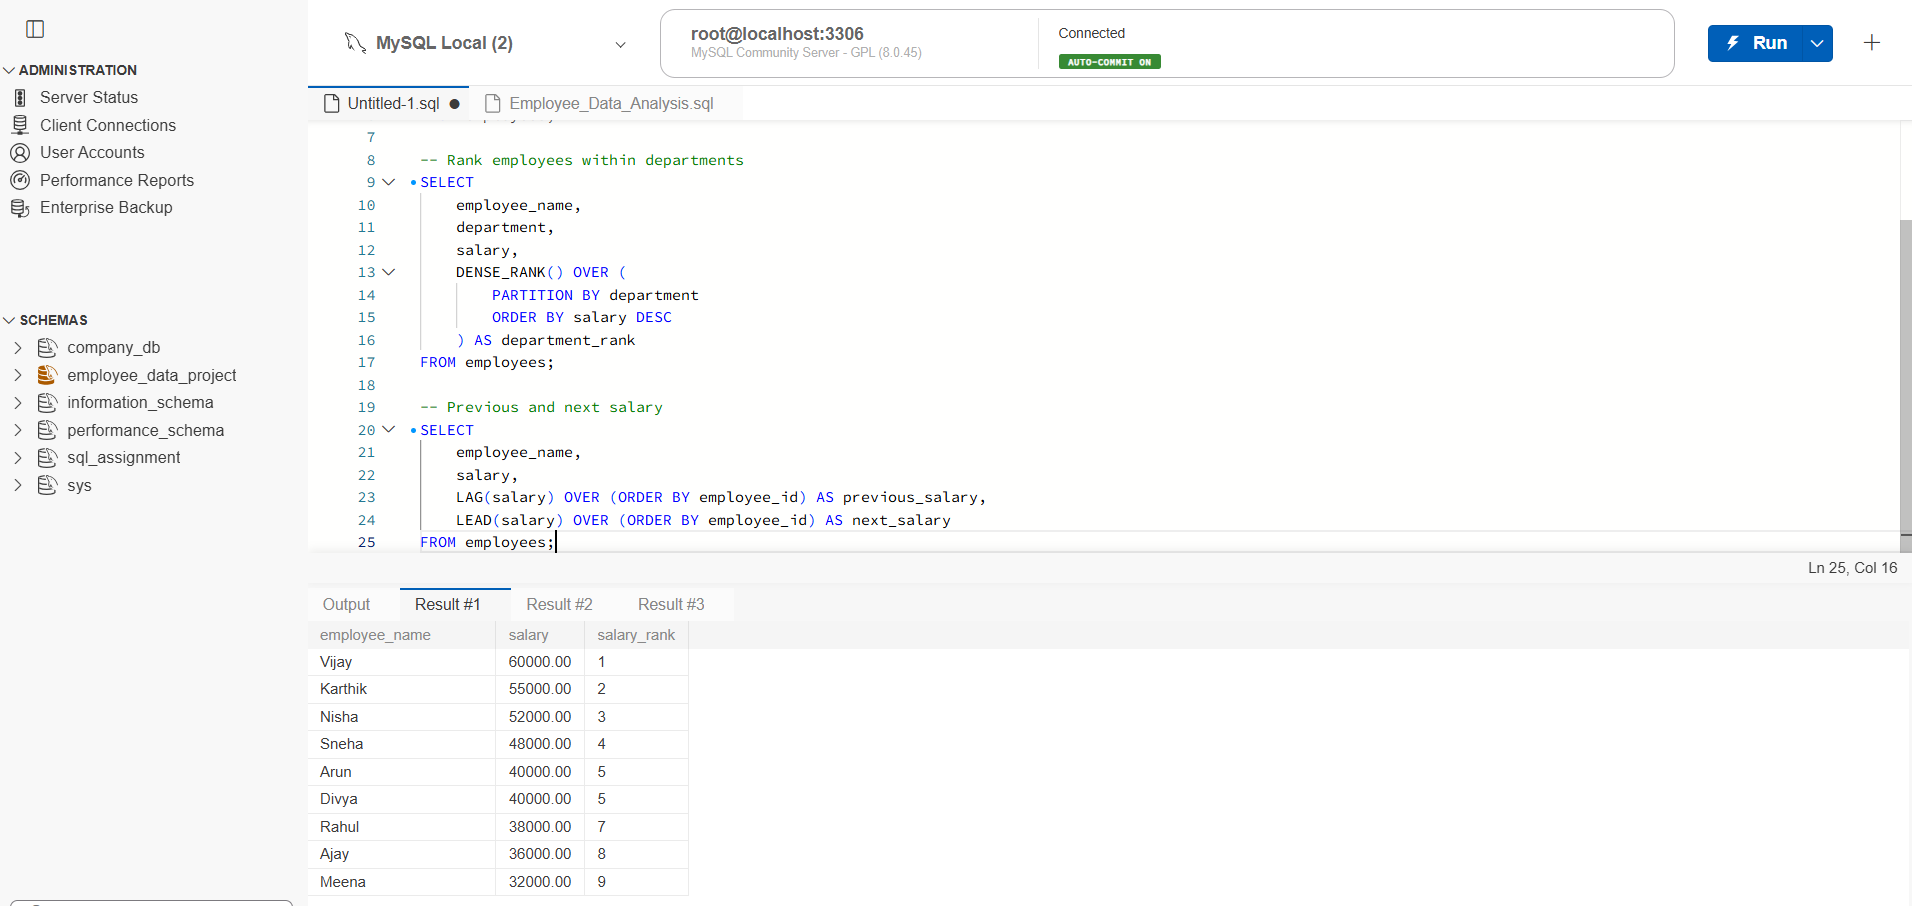 MySQL Local (2)
root@localhost:3306
MySQL Community Server - GPL (8.0.45)
Connected
AUTO-COMMIT ON
Run
ADMINISTRATION
Server Status
Client Connections
User Accounts
Performance Reports
Enterprise Backup
SCHEMAS
company_db
employee_data_project
information_schema
performance_schema
sql_assignment
sys
Untitled-1.sql
Employee_Data_Analysis.sql
7
8 -- Rank employees within departments
9 SELECT
10 employee_name,
11 department,
12 salary,
13 DENSE_RANK() OVER (
14 PARTITION BY department
15 ORDER BY salary DESC
16 ) AS department_rank
17 FROM employees;
18
19 -- Previous and next salary
20 SELECT
21 employee_name,
22 salary,
23 LAG(salary) OVER (ORDER BY employee_id) AS previous_salary,
24 LEAD(salary) OVER (ORDER BY employee_id) AS next_salary
25 FROM employees;
Ln 25, Col 16
Output Result #1 Result #2 Result #3
employee_name salary salary_rank
Vijay 60000.00 1
Karthik 55000.00 2
Nisha 52000.00 3
Sneha 48000.00 4
Arun 40000.00 5
Divya 40000.00 5
Rahul 38000.00 7
Ajay 36000.00 8
Meena 32000.00 9